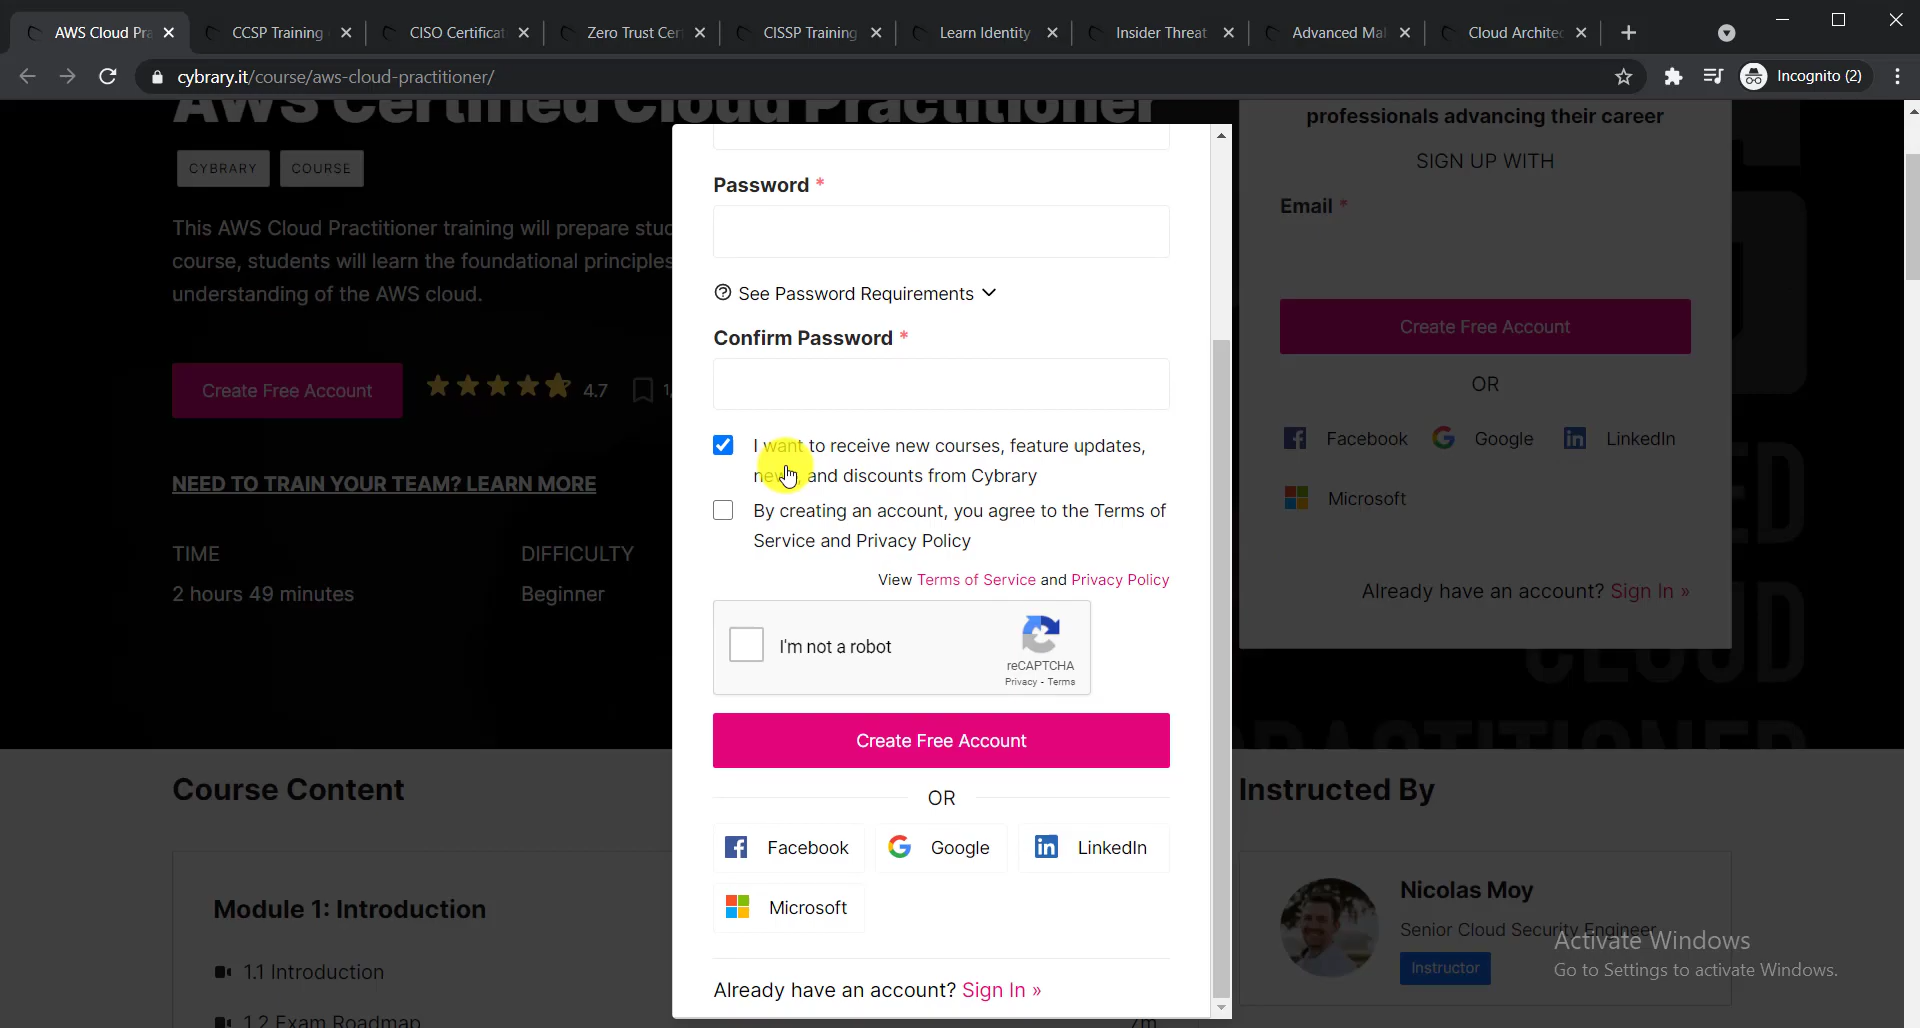 AWS Cloud Pra
CCSP Training
CISO Certificat
Zero Trust Cer
CISSP Training
Learn Identity
Insider Threat
Advanced Mal
Cloud Architec
cybrary.it/course/aws-cloud-practitioner/
Incognito (2)
AWS Certified Cloud Practitioner
CYBRARY
COURSE
This AWS Cloud Practitioner training will prepare stu
course, students will learn the foundational principles
understanding of the AWS cloud.
Create Free Account
4.7
NEED TO TRAIN YOUR TEAM? LEARN MORE
TIME
DIFFICULTY
2 hours 49 minutes
Beginner
Course Content
Module 1: Introduction
1.1 Introduction
1.2 Exam Roadmap
7m
Password *
See Password Requirements
Confirm Password *
I want to receive new courses, feature updates,
news, and discounts from Cybrary
By creating an account, you agree to the Terms of
Service and Privacy Policy
View Terms of Service and Privacy Policy
I'm not a robot
reCAPTCHA
Privacy - Terms
Create Free Account
OR
Facebook
Google
LinkedIn
Microsoft
Already have an account? Sign In »
professionals advancing their career
SIGN UP WITH
Email *
Create Free Account
OR
Facebook
Google
LinkedIn
Microsoft
Already have an account? Sign In »
CLOUD
PRACTITIONER
Instructed By
Nicolas Moy
Senior Cloud Security Engineer
Instructor
Activate Windows
Go to Settings to activate Windows.